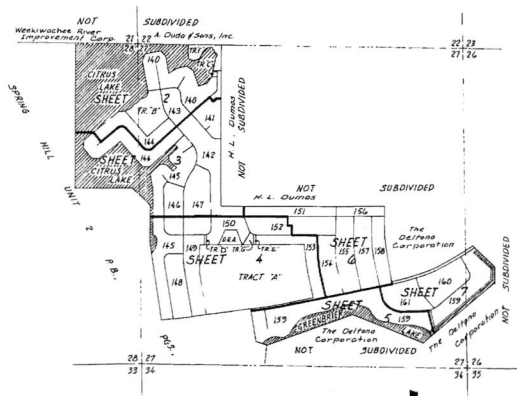 NOT SUBDIVIDED
Weekiwachee River
Improvement Corp.
21 22
A. Duda & Sons, Inc.
28 27
22 23
27 26
TR.F
TR.C
140
CITRUS
LAKE
SHEET
2
140
TR. "B"
143
141
144
SHEET
144
CITRUS
LAKE
3
142
145
H. L. Dumas
NOT SUBDIVIDED
SPRING HILL UNIT 2
P.B.,
PGS.,
H. L. Dumas
NOT SUBDIVIDED
146
147
151
156
150
152
D.R.A.
TR."D"
TR."G"
TR."E"
145
149
SHEET
4
153
154
SHEET
6
155
157
158
The
Deltona
Corporation
148
TRACT "A"
SHEET
7
160
161
159
SHEET
5
159
159
GREENBRIER
LAKE
The Deltona
Corporation
NOT SUBDIVIDED
The Deltona
Corporation
NOT SUBDIVIDED
28 27
33 34
27 26
34 35